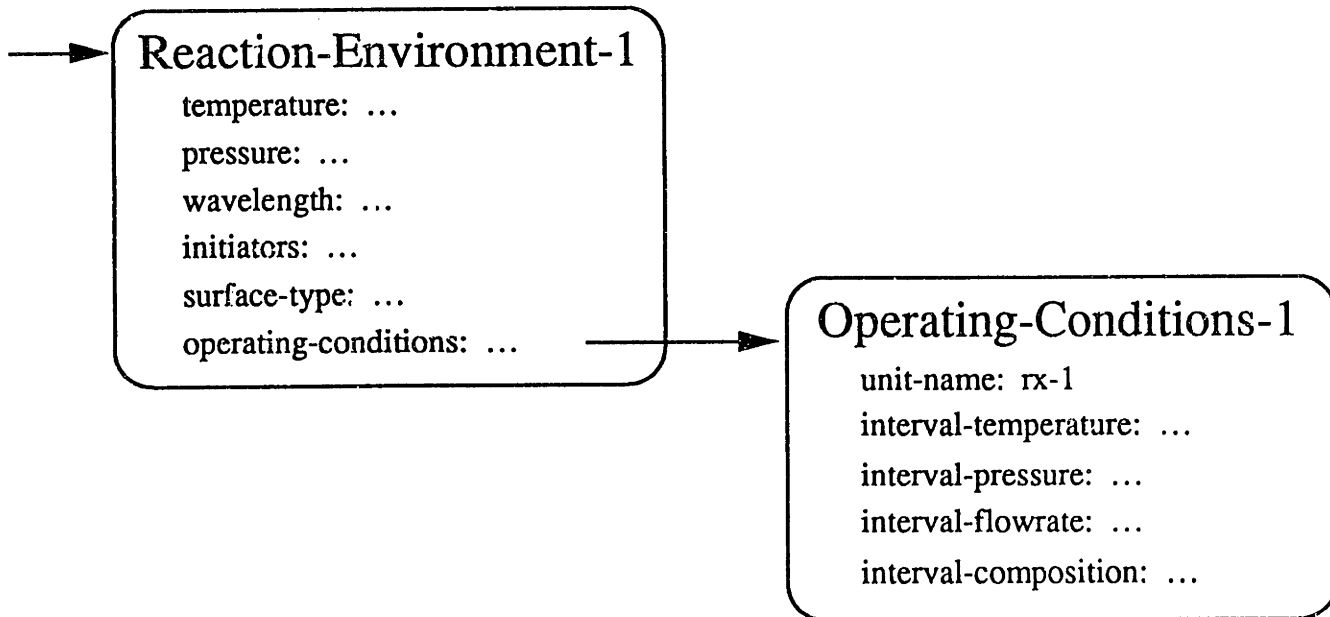 Reaction-Environment-1
temperature: ...
pressure: ...
wavelength: ...
initiators: ...
surface-type: ...
operating-conditions: ...
Operating-Conditions-1
unit-name: rx-1
interval-temperature: ...
interval-pressure: ...
interval-flowrate: ...
interval-composition: ...